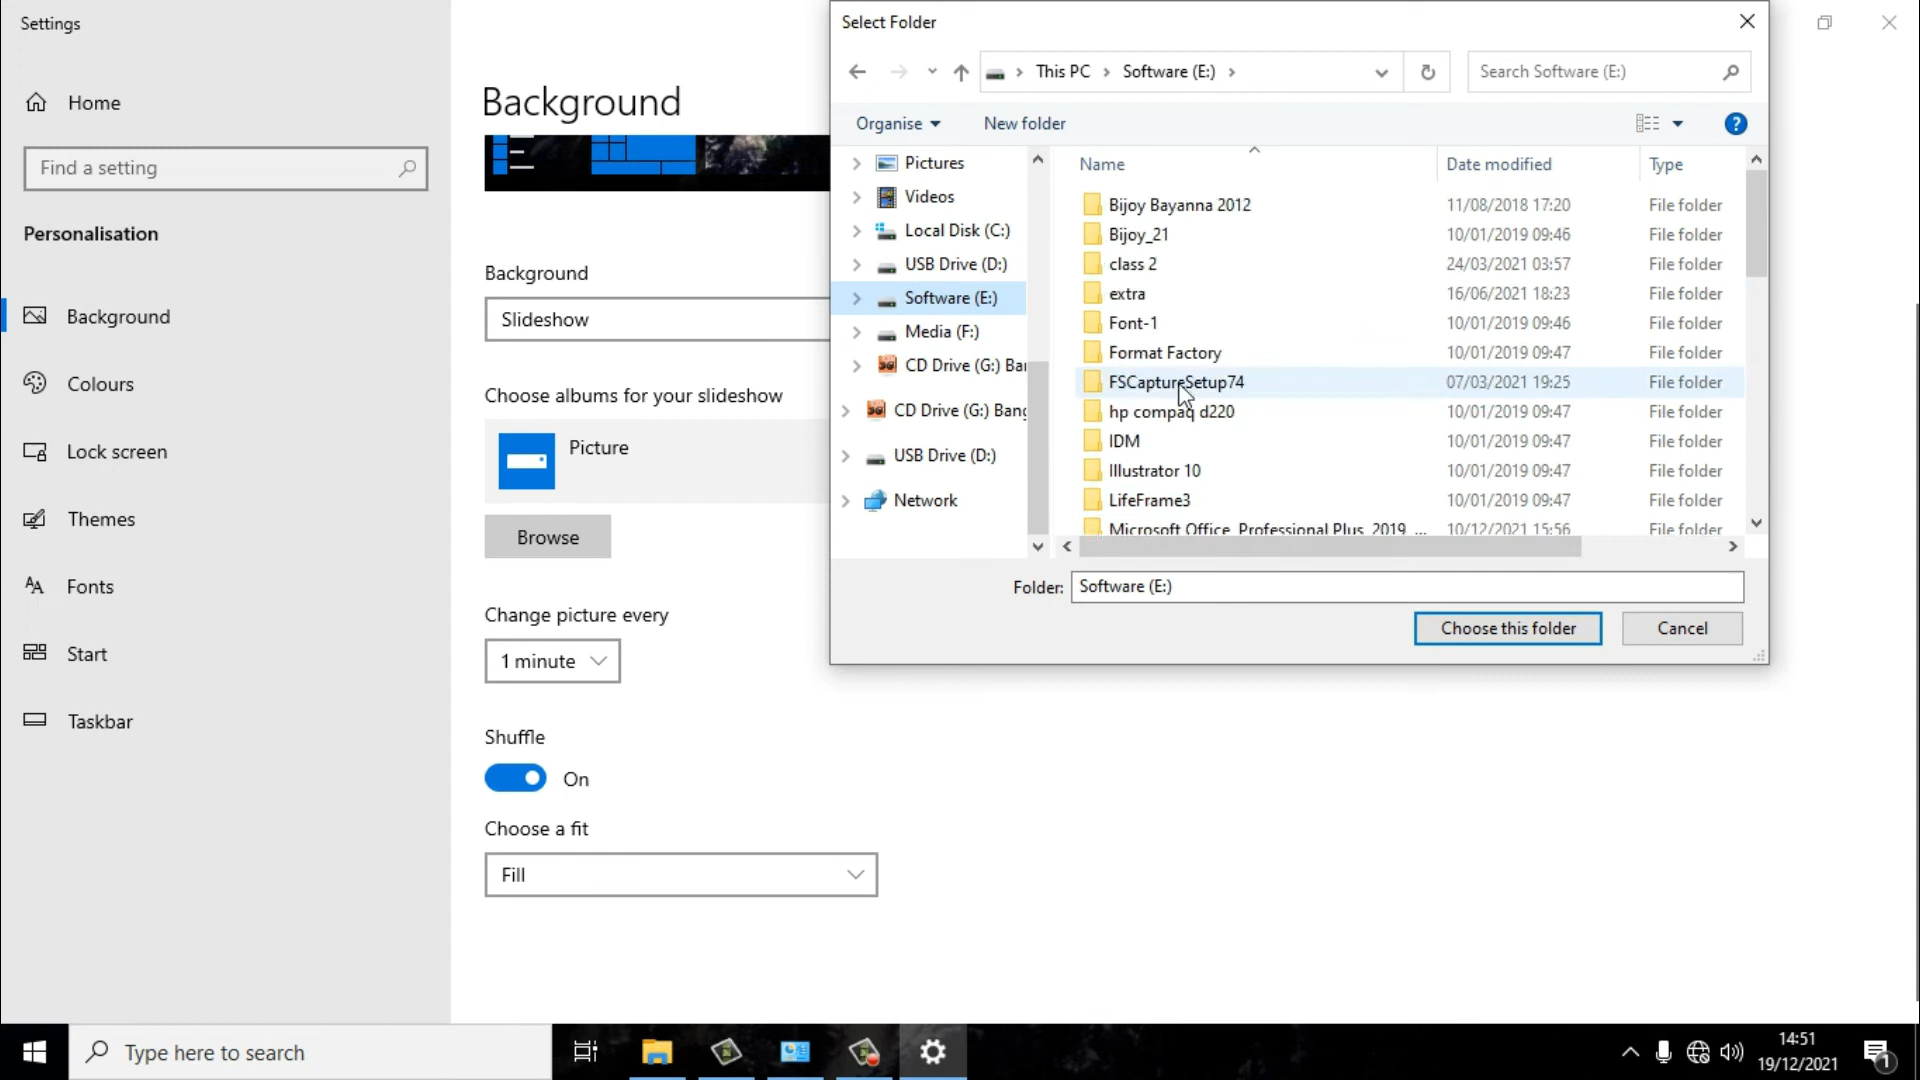 Settings
Home
Find a setting
Personalisation
Background
Colours
Lock screen
Themes
Fonts
Start
Taskbar
Background
Background
Slideshow
Choose albums for your slideshow
Picture
Browse
Change picture every
1 minute
Shuffle
On
Choose a fit
Fill
Select Folder
This PC > Software (E:) >
Search Software (E:)
Organise
New folder
?
Pictures
Videos
Local Disk (C:)
USB Drive (D:)
Software (E:)
Media (F:)
CD Drive (G:) Bar
CD Drive (G:) Bang
USB Drive (D:)
Network
Name Date modified Type
Bijoy Bayanna 2012 11/08/2018 17:20 File folder
Bijoy_21 10/01/2019 09:46 File folder
class 2 24/03/2021 03:57 File folder
extra 16/06/2021 18:23 File folder
Font-1 10/01/2019 09:46 File folder
Format Factory 10/01/2019 09:47 File folder
FSCaptureSetup74 07/03/2021 19:25 File folder
hp compaq d220 10/01/2019 09:47 File folder
IDM 10/01/2019 09:47 File folder
Illustrator 10 10/01/2019 09:47 File folder
LifeFrame3 10/01/2019 09:47 File folder
Microsoft Office Professional Plus 2019 ... 10/12/2021 15:56 File folder
Folder: Software (E:)
Choose this folder
Cancel
Type here to search
14:51
19/12/2021
1